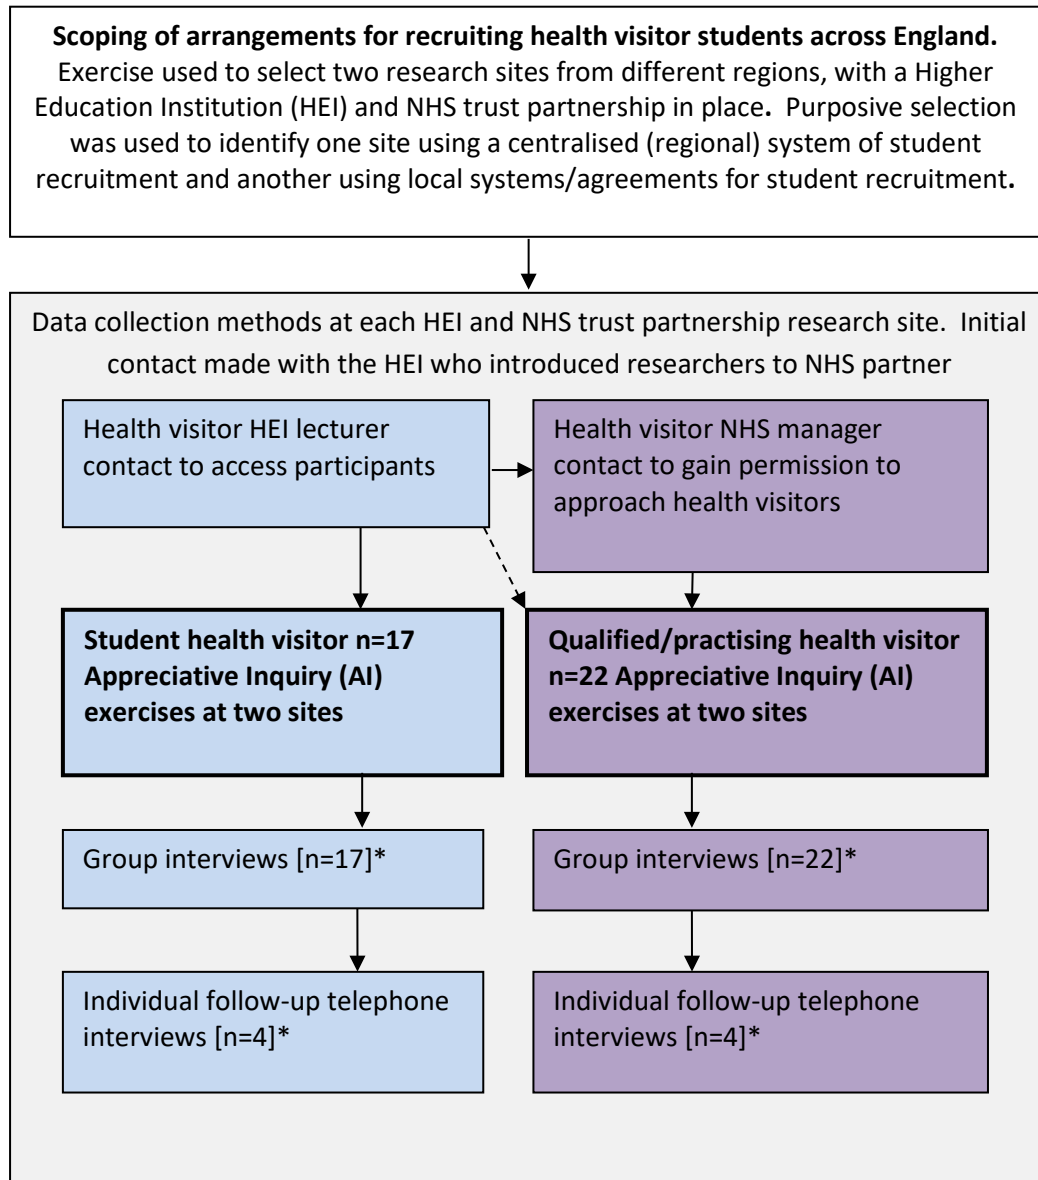 Scoping of arrangements for recruiting health visitor students across England.
Exercise used to select two research sites from different regions, with a Higher
Education Institution (HEI) and NHS trust partnership in place.  Purposive selection
was used to identify one site using a centralised (regional) system of student
recruitment and another using local systems/agreements for student recruitment.
Data collection methods at each HEI and NHS trust partnership research site.  Initial
contact made with the HEI who introduced researchers to NHS partner
Health visitor HEI lecturer
contact to access participants
Health visitor NHS manager
contact to gain permission to
approach health visitors
Student health visitor n=17
Appreciative Inquiry (AI)
exercises at two sites
Qualified/practising health visitor
n=22 Appreciative Inquiry (AI)
exercises at two sites
Group interviews [n=17]*
Group interviews [n=22]*
Individual follow-up telephone
interviews [n=4]*
Individual follow-up telephone
interviews [n=4]*